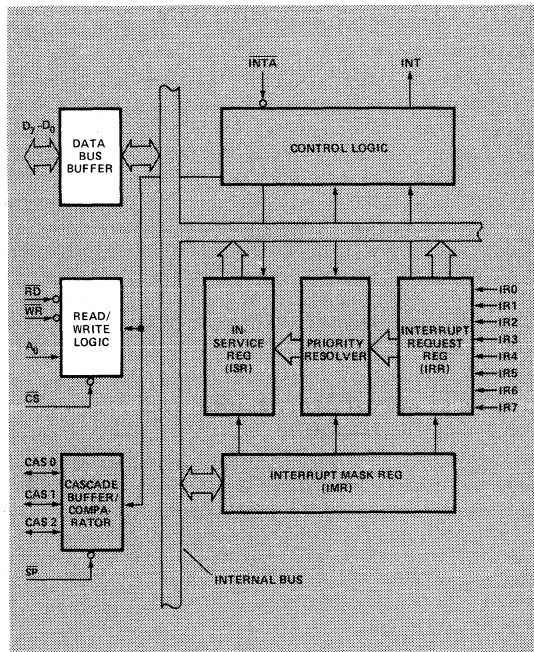 INTA
INT
D7-D0
DATA
BUS
BUFFER
CONTROL LOGIC
RD
WR
A0
CS
READ/
WRITE
LOGIC
IN-
SERVICE
REG
(ISR)
PRIORITY
RESOLVER
INTERRUPT
REQUEST
REG
(IRR)
IR0
IR1
IR2
IR3
IR4
IR5
IR6
IR7
CAS 0
CAS 1
CAS 2
SP
CASCADE
BUFFER/
COMPA-
RATOR
INTERRUPT MASK REG
(IMR)
INTERNAL BUS